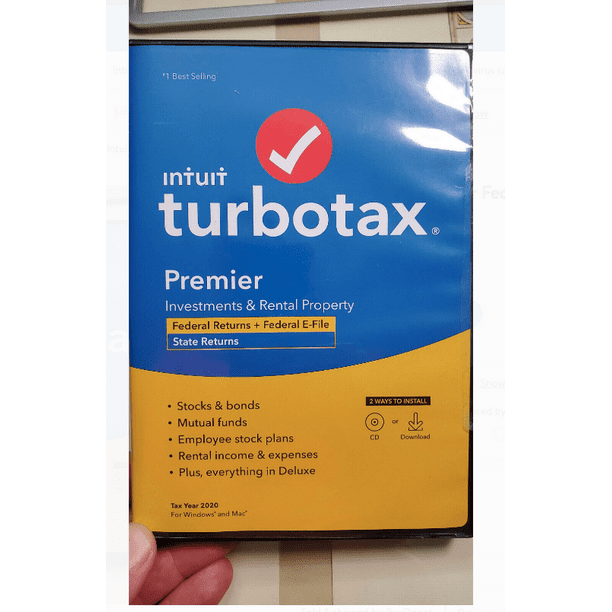 #1 Best Selling
intuit
turbotax®
Premier
Investments & Rental Property
Federal Returns + Federal E-File
State Returns
• Stocks & bonds
• Mutual funds
• Employee stock plans
• Rental income & expenses
• Plus, everything in Deluxe
2 WAYS TO INSTALL
CD or Download
Tax Year 2020
For Windows® and Mac®